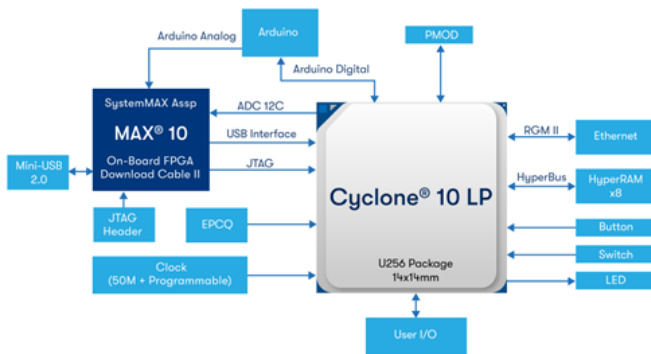 Arduino Analog
Arduino
PMOD
Arduino Digital
SystemMAX Assp
MAX® 10
On-Board FPGA
Download Cable II
ADC 12C
USB Interface
JTAG
Mini-USB
2.0
JTAG
Header
EPCQ
Clock
(50M + Programmable)
Cyclone® 10 LP
U256 Package
14x14mm
RGM II
Ethernet
HyperBus
HyperRAM
x8
Button
Switch
LED
User I/O